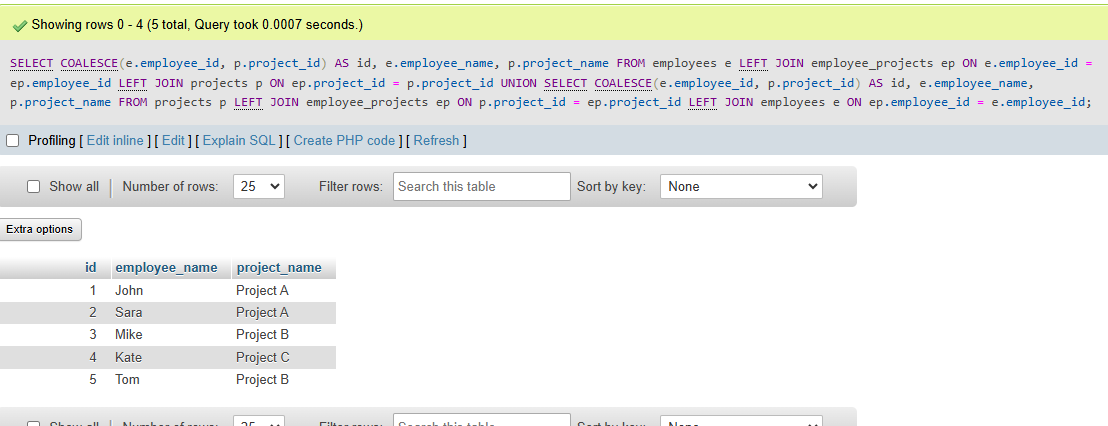 Showing rows 0 - 4 (5 total, Query took 0.0007 seconds.)
SELECT COALESCE(e.employee_id, p.project_id) AS id, e.employee_name, p.project_name FROM employees e LEFT JOIN employee_projects ep ON e.employee_id =
ep.employee_id LEFT JOIN projects p ON ep.project_id = p.project_id UNION SELECT COALESCE(e.employee_id, p.project_id) AS id, e.employee_name,
p.project_name FROM projects p LEFT JOIN employee_projects ep ON p.project_id = ep.project_id LEFT JOIN employees e ON ep.employee_id = e.employee_id;
Profiling [ Edit inline ] [ Edit ] [ Explain SQL ] [ Create PHP code ] [ Refresh ]
Show all Number of rows: 25 Filter rows: Search this table Sort by key: None
Extra options
id employee_name project_name
1 John Project A
2 Sara Project A
3 Mike Project B
4 Kate Project C
5 Tom Project B
Show all Number of rows: 25 Filter rows: Search this table Sort by key: None